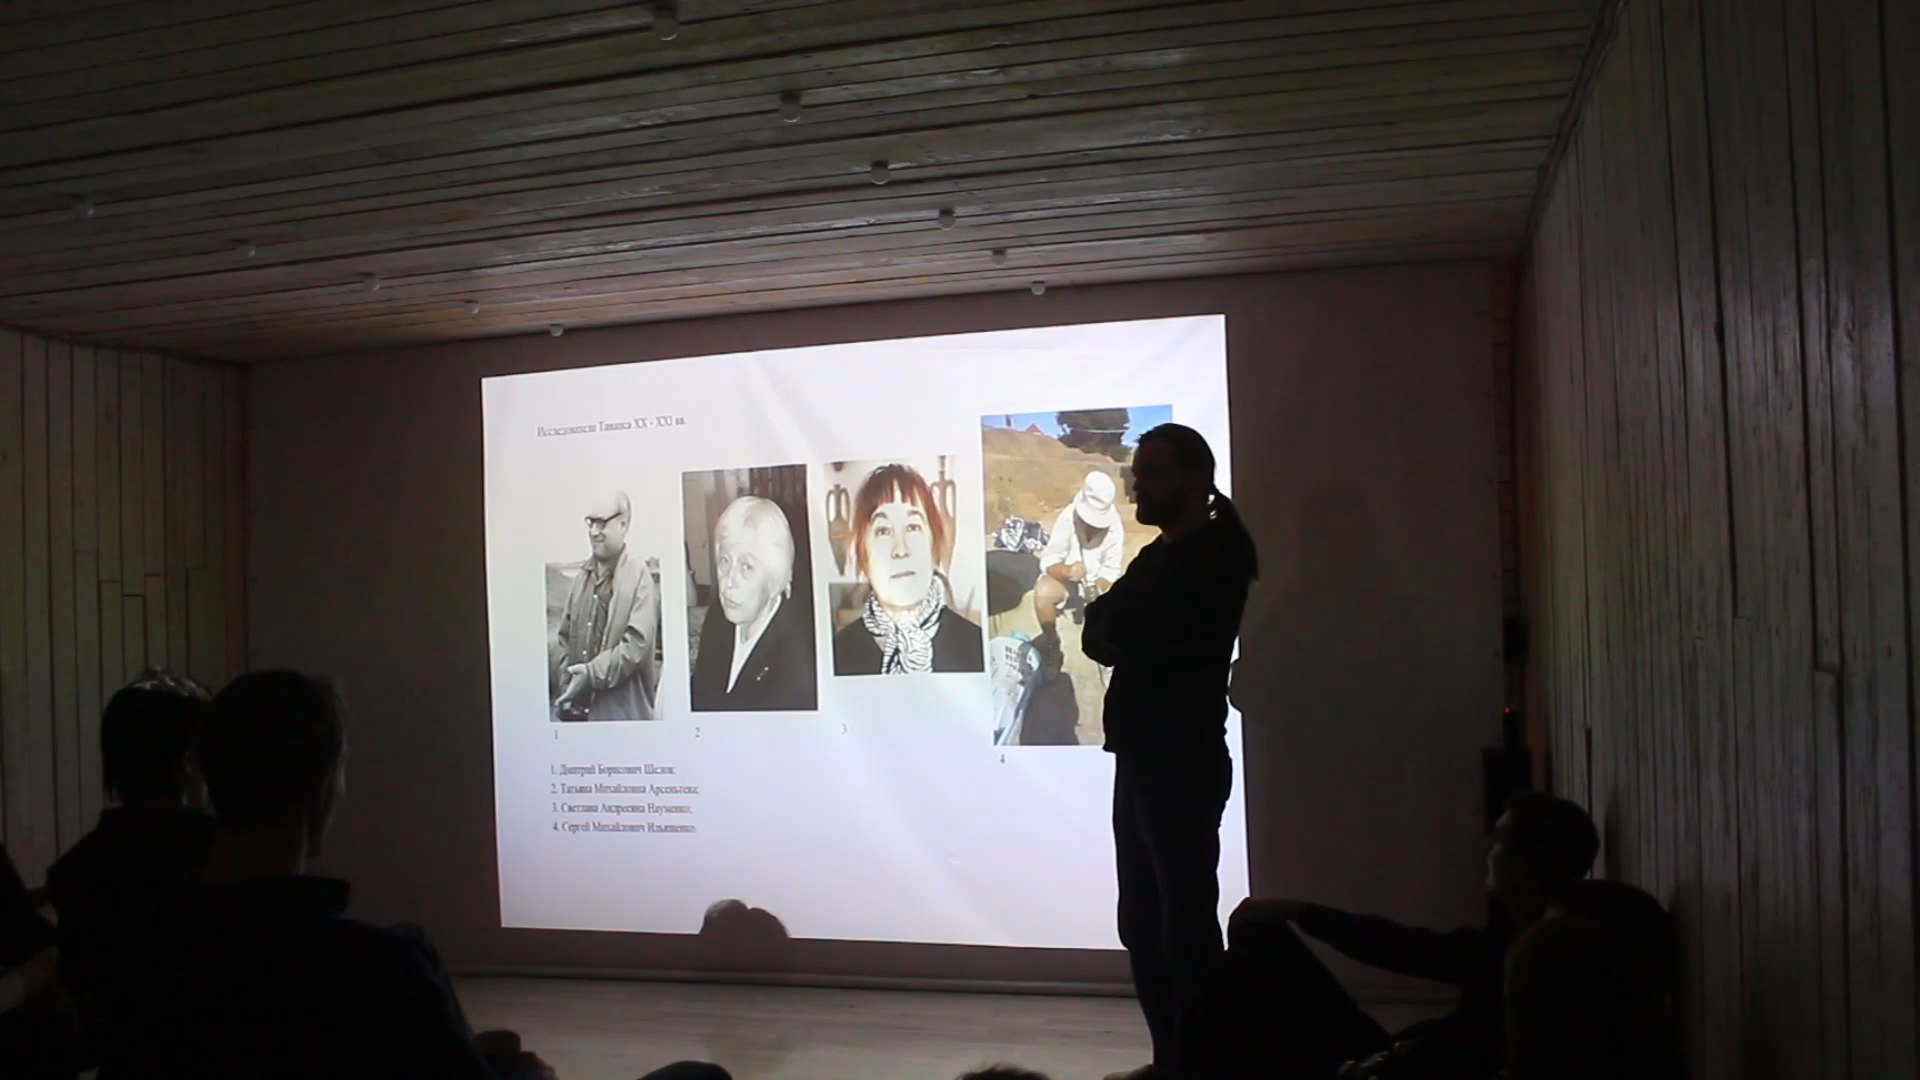 Исследователи Танаиса XX - XXI вв.
1
2
3
4
1. Дмитрий Борисович Шелов;
2. Татьяна Михайловна Арсеньева;
3. Светлана Андреевна Науменко;
4. Сергей Михайлович Ильяшенко.